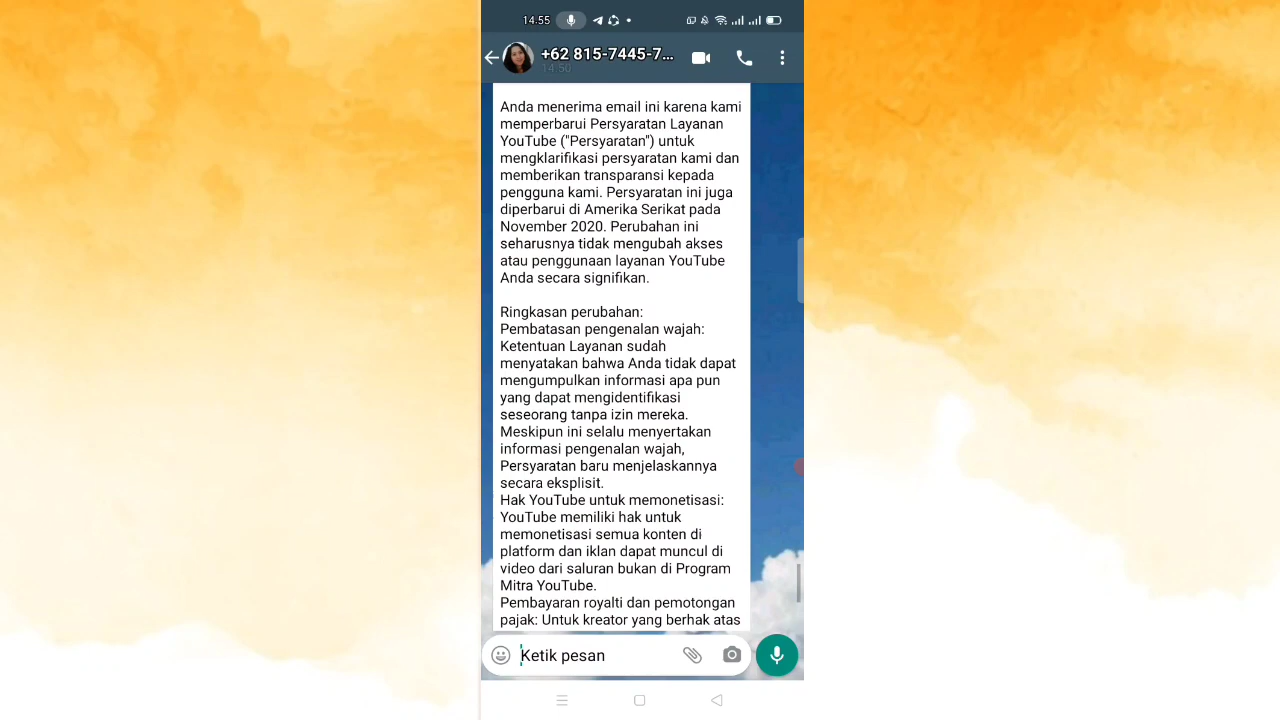 14.55
+62 815-7445-7...
14.50
Anda menerima email ini karena kami
memperbarui Persyaratan Layanan
YouTube ("Persyaratan") untuk
mengklarifikasi persyaratan kami dan
memberikan transparansi kepada
pengguna kami. Persyaratan ini juga
diperbarui di Amerika Serikat pada
November 2020. Perubahan ini
seharusnya tidak mengubah akses
atau penggunaan layanan YouTube
Anda secara signifikan.
Ringkasan perubahan:
Pembatasan pengenalan wajah:
Ketentuan Layanan sudah
menyatakan bahwa Anda tidak dapat
mengumpulkan informasi apa pun
yang dapat mengidentifikasi
seseorang tanpa izin mereka.
Meskipun ini selalu menyertakan
informasi pengenalan wajah,
Persyaratan baru menjelaskannya
secara eksplisit.
Hak YouTube untuk memonetisasi:
YouTube memiliki hak untuk
memonetisasi semua konten di
platform dan iklan dapat muncul di
video dari saluran bukan di Program
Mitra YouTube.
Pembayaran royalti dan pemotongan
pajak: Untuk kreator yang berhak atas
Ketik pesan